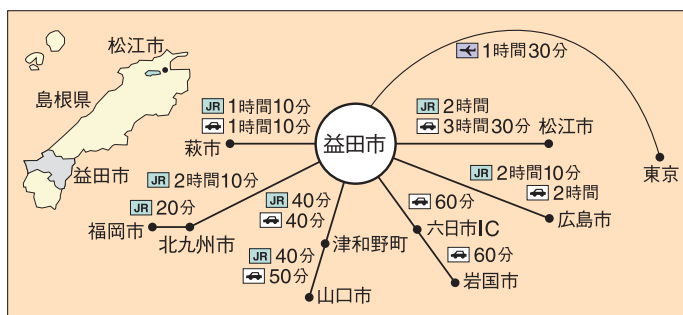 松江市
島根県
益田市
1時間30分
東京
JR 1時間10分
1時間10分
萩市
益田市
JR 2時間
3時間30分
松江市
JR 2時間10分
北九州市
JR 20分
福岡市
JR 40分
40分
津和野町
JR 40分
50分
山口市
60分
六日市IC
60分
岩国市
JR 2時間10分
2時間
広島市